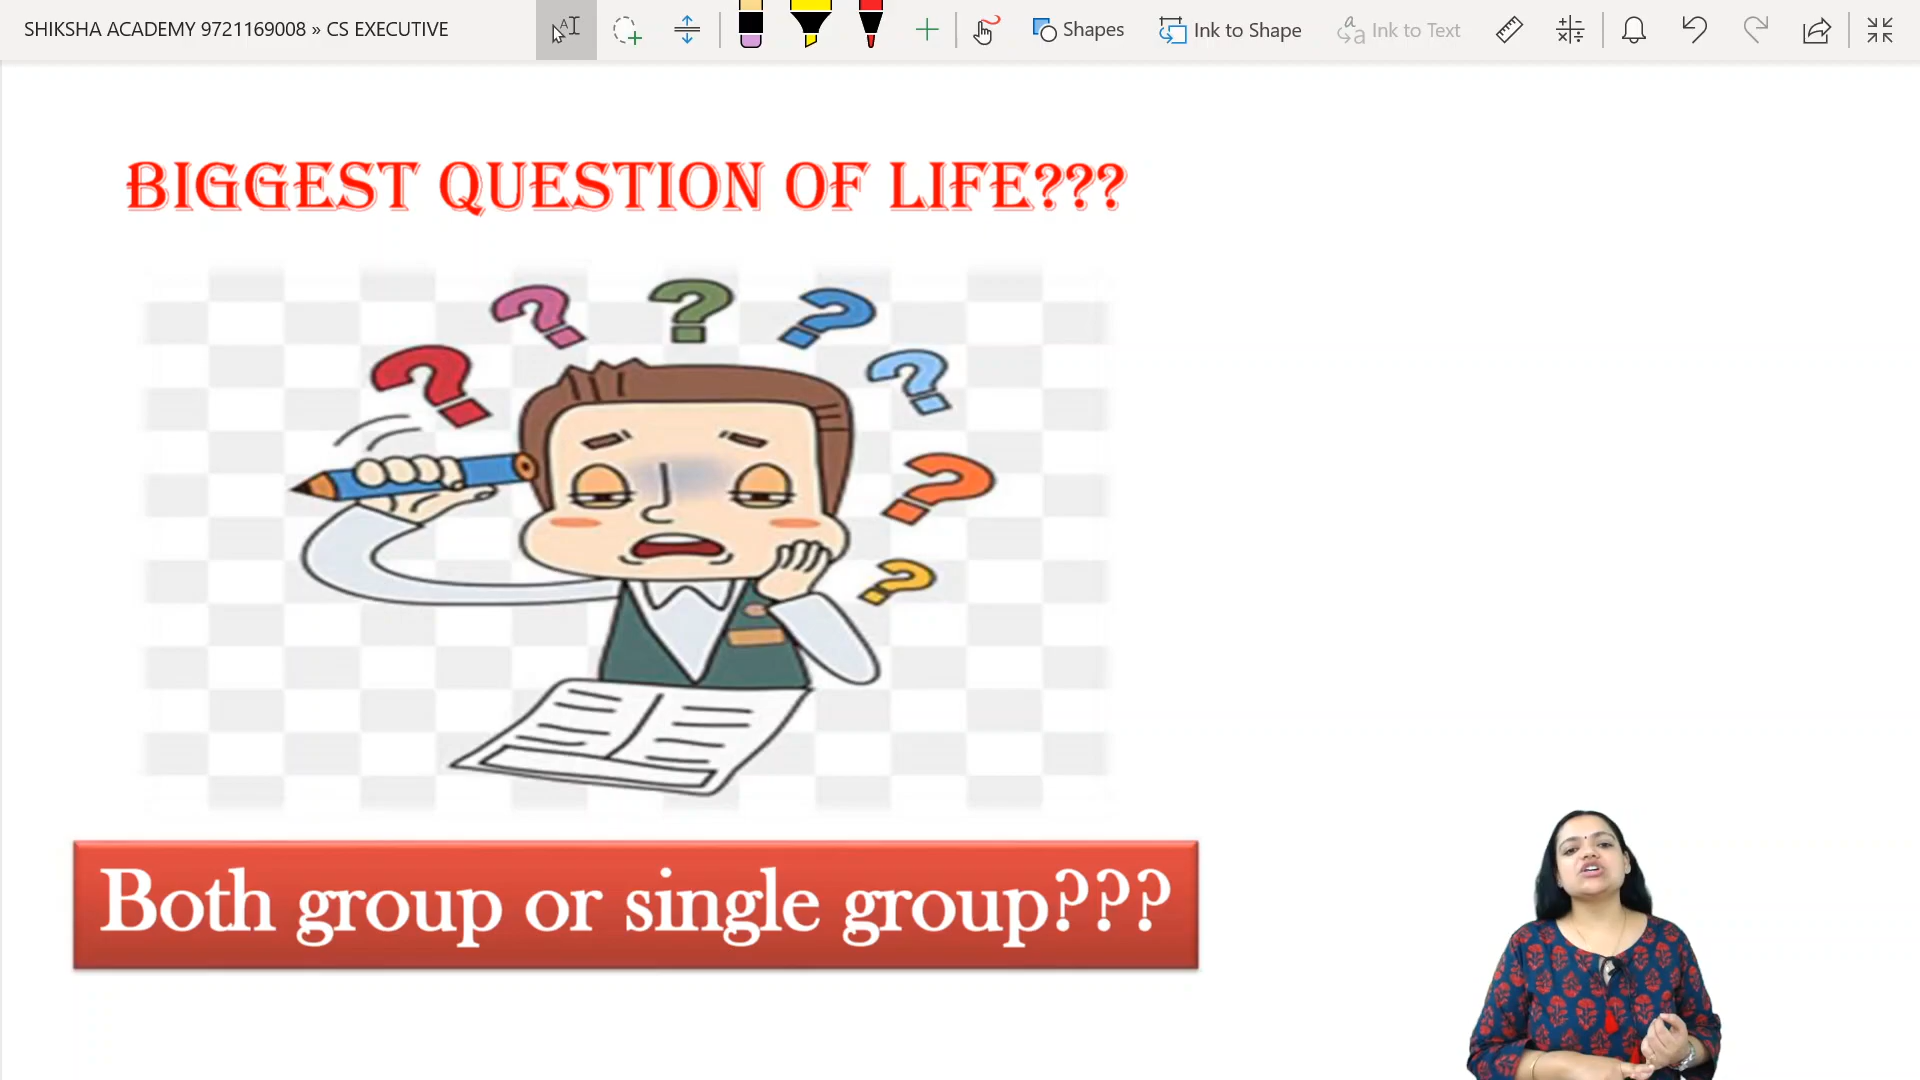 SHIKSHA ACADEMY 9721169008 » CS EXECUTIVE
Shapes
Ink to Shape
Ink to Text
BIGGEST QUESTION OF LIFE???
Both group or single group???